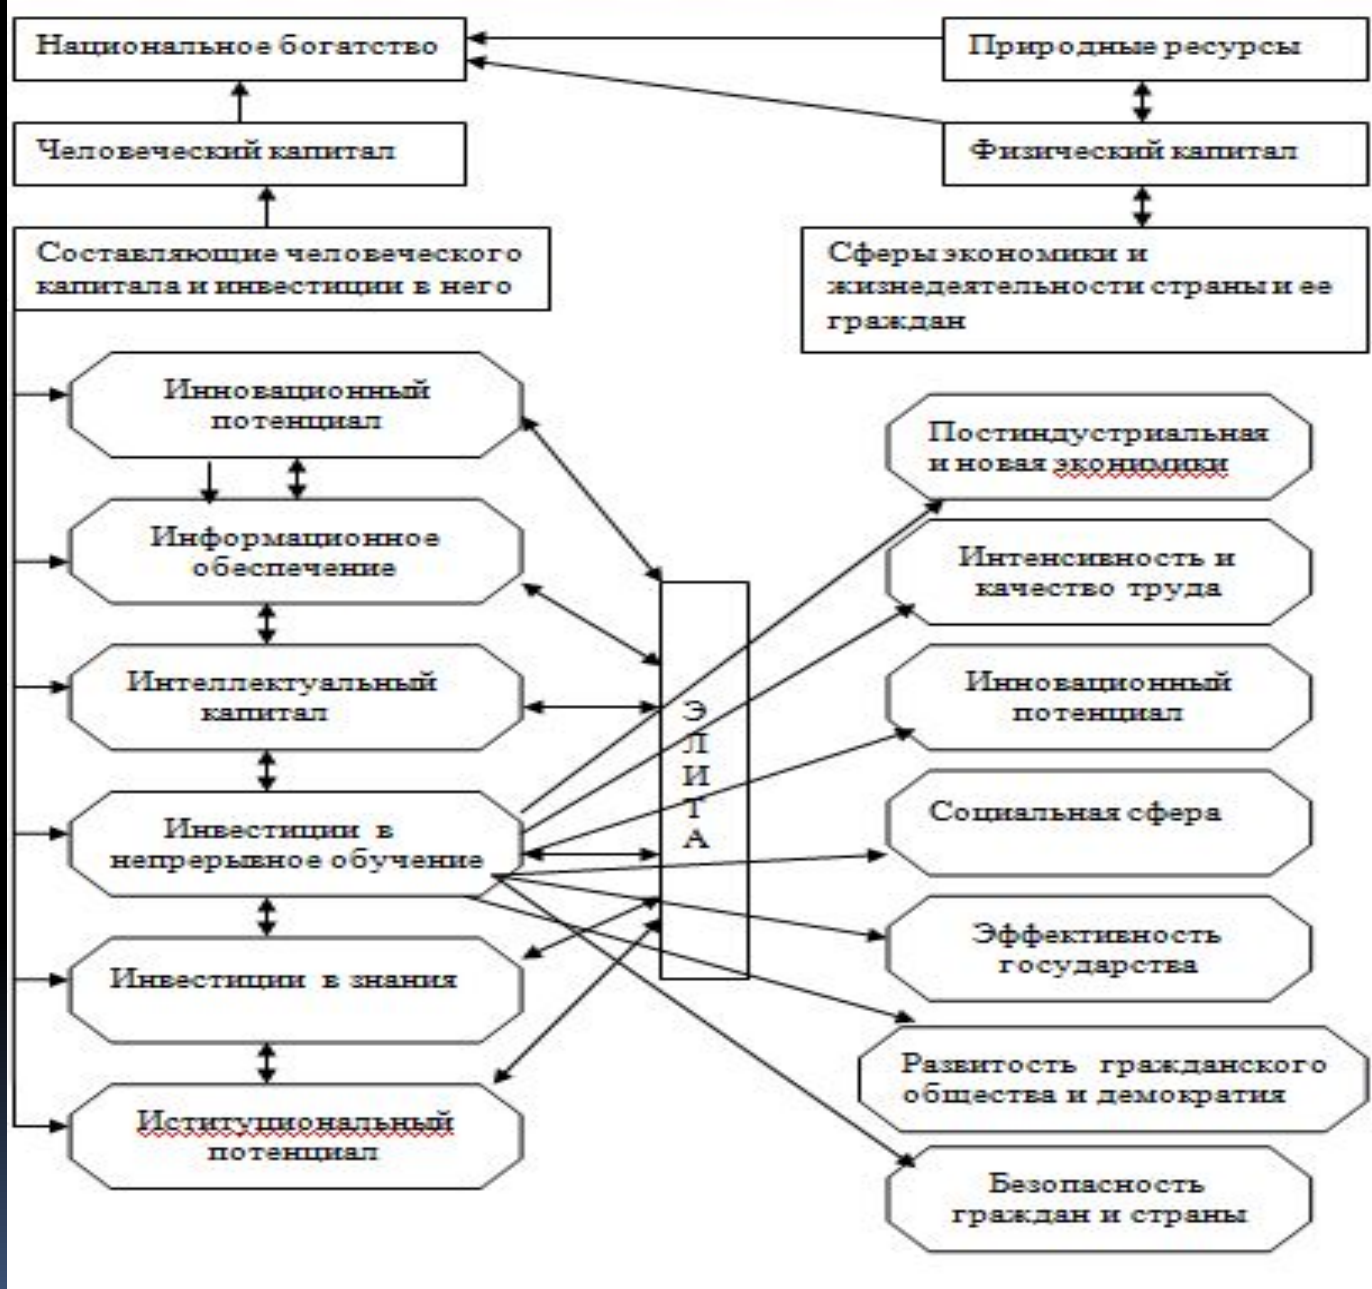 Национальное богатство
Природные ресурсы
Человеческий капитал
Физический капитал
Составляющие человеческого
капитала и инвестиции в него
Сферы экономики и
жизнедеятельности страны и ее
граждан
Инновационный
потенциал
Информационное
обеспечение
Интеллектуальный
капитал
Инвестиции в
непрерывное обучение
Инвестиции в знания
Иституциональный
потенциал
Э
Л
И
Т
А
Постиндустриальная
и новая эконимики
Интенсивность и
качество труда
Инновационный
потенциал
Социальная сфера
Эффективность
государства
Развитость гражданского
общества и демократия
Безопасность
граждан и страны